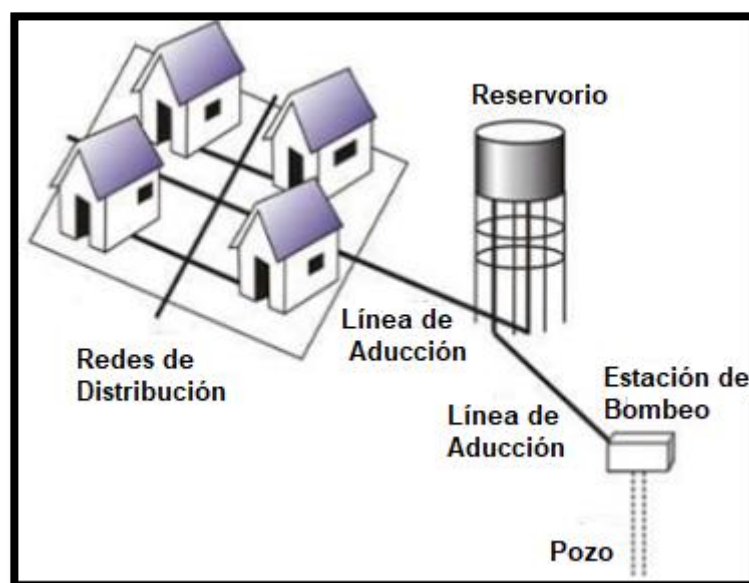 Reservorio
Línea de
Aducción
Redes de
Distribución
Estación de
Bombeo
Línea de
Aducción
Pozo